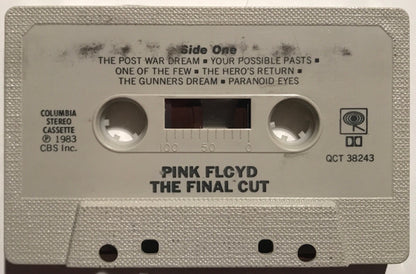 Side One
THE POST WAR DREAM ▪ YOUR POSSIBLE PASTS ▪
ONE OF THE FEW ▪ THE HERO'S RETURN ▪
THE GUNNERS DREAM ▪ PARANOID EYES
COLUMBIA
STEREO
CASSETTE
℗ 1983
CBS Inc.
100 50 0
QCT 38243
PINK FLOYD
THE FINAL CUT